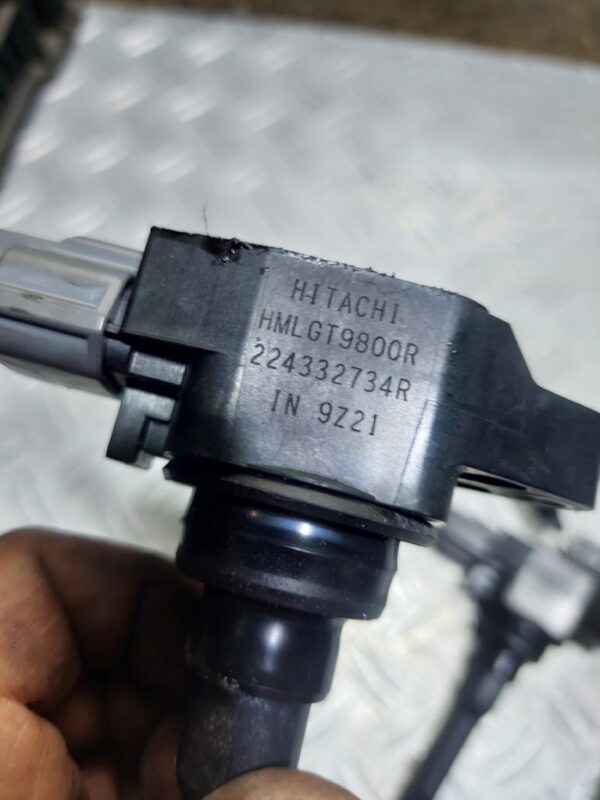 HITACHI
HMLGT9800R
224332734R
IN 9Z21